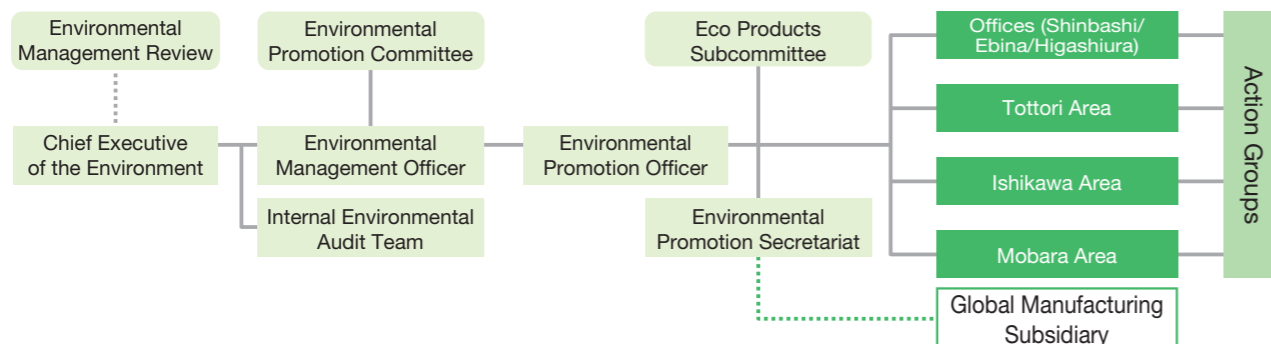 Environmental
Management Review
Environmental
Promotion Committee
Eco Products
Subcommittee
Offices (Shinbashi/
Ebina/Higashiura)
Tottori Area
Ishikawa Area
Mobara Area
Action Groups
Chief Executive
of the Environment
Environmental
Management Officer
Environmental
Promotion Officer
Internal Environmental
Audit Team
Environmental
Promotion Secretariat
Global Manufacturing
Subsidiary